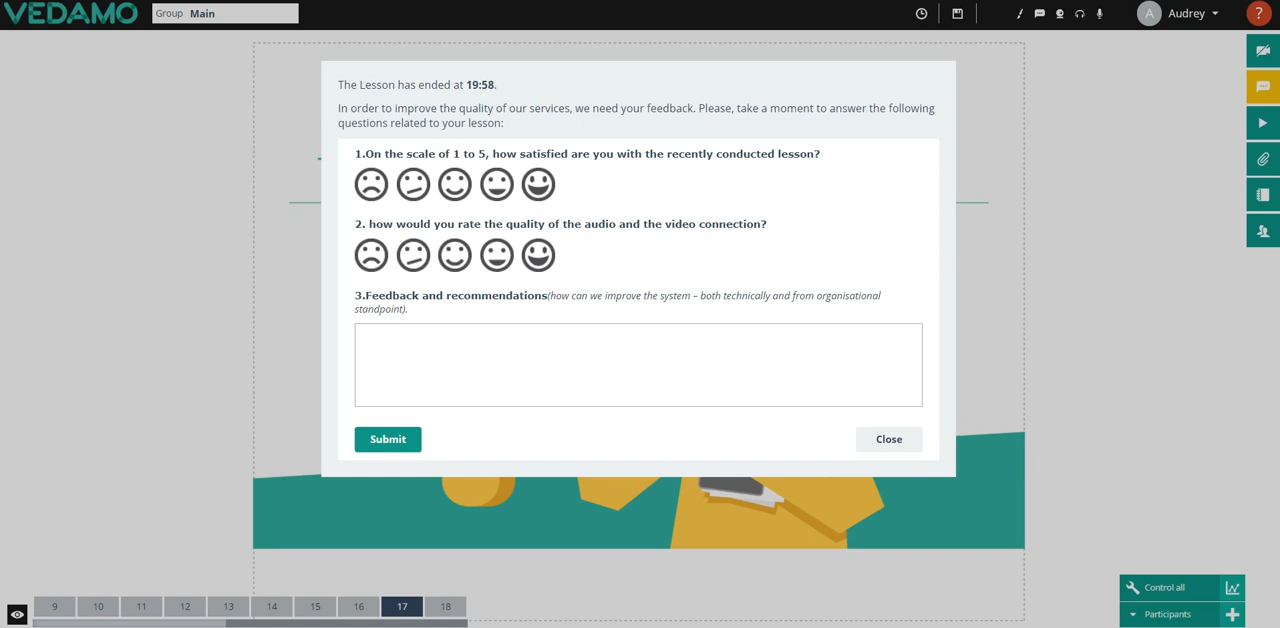 VEDAMO
Group Main
A Audrey
?
The Lesson has ended at 19:58.
In order to improve the quality of our services, we need your feedback. Please, take a moment to answer the following
questions related to your lesson:
1.On the scale of 1 to 5, how satisfied are you with the recently conducted lesson?
2. how would you rate the quality of the audio and the video connection?
3.Feedback and recommendations(how can we improve the system – both technically and from organisational
standpoint).
Submit
Close
Control all
Participants
9 10 11 12 13 14 15 16 17 18